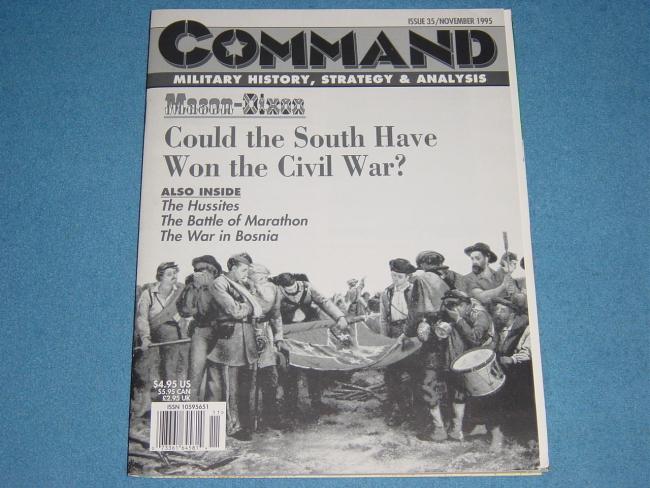 ISSUE 35/NOVEMBER 1995
COMMAND
MILITARY HISTORY, STRATEGY & ANALYSIS
Mason-Dixon
Could the South Have
Won the Civil War?
ALSO INSIDE
The Hussites
The Battle of Marathon
The War in Bosnia
$4.95 US
$5.95 CAN
£2.95 UK
ISSN 10595651
11>